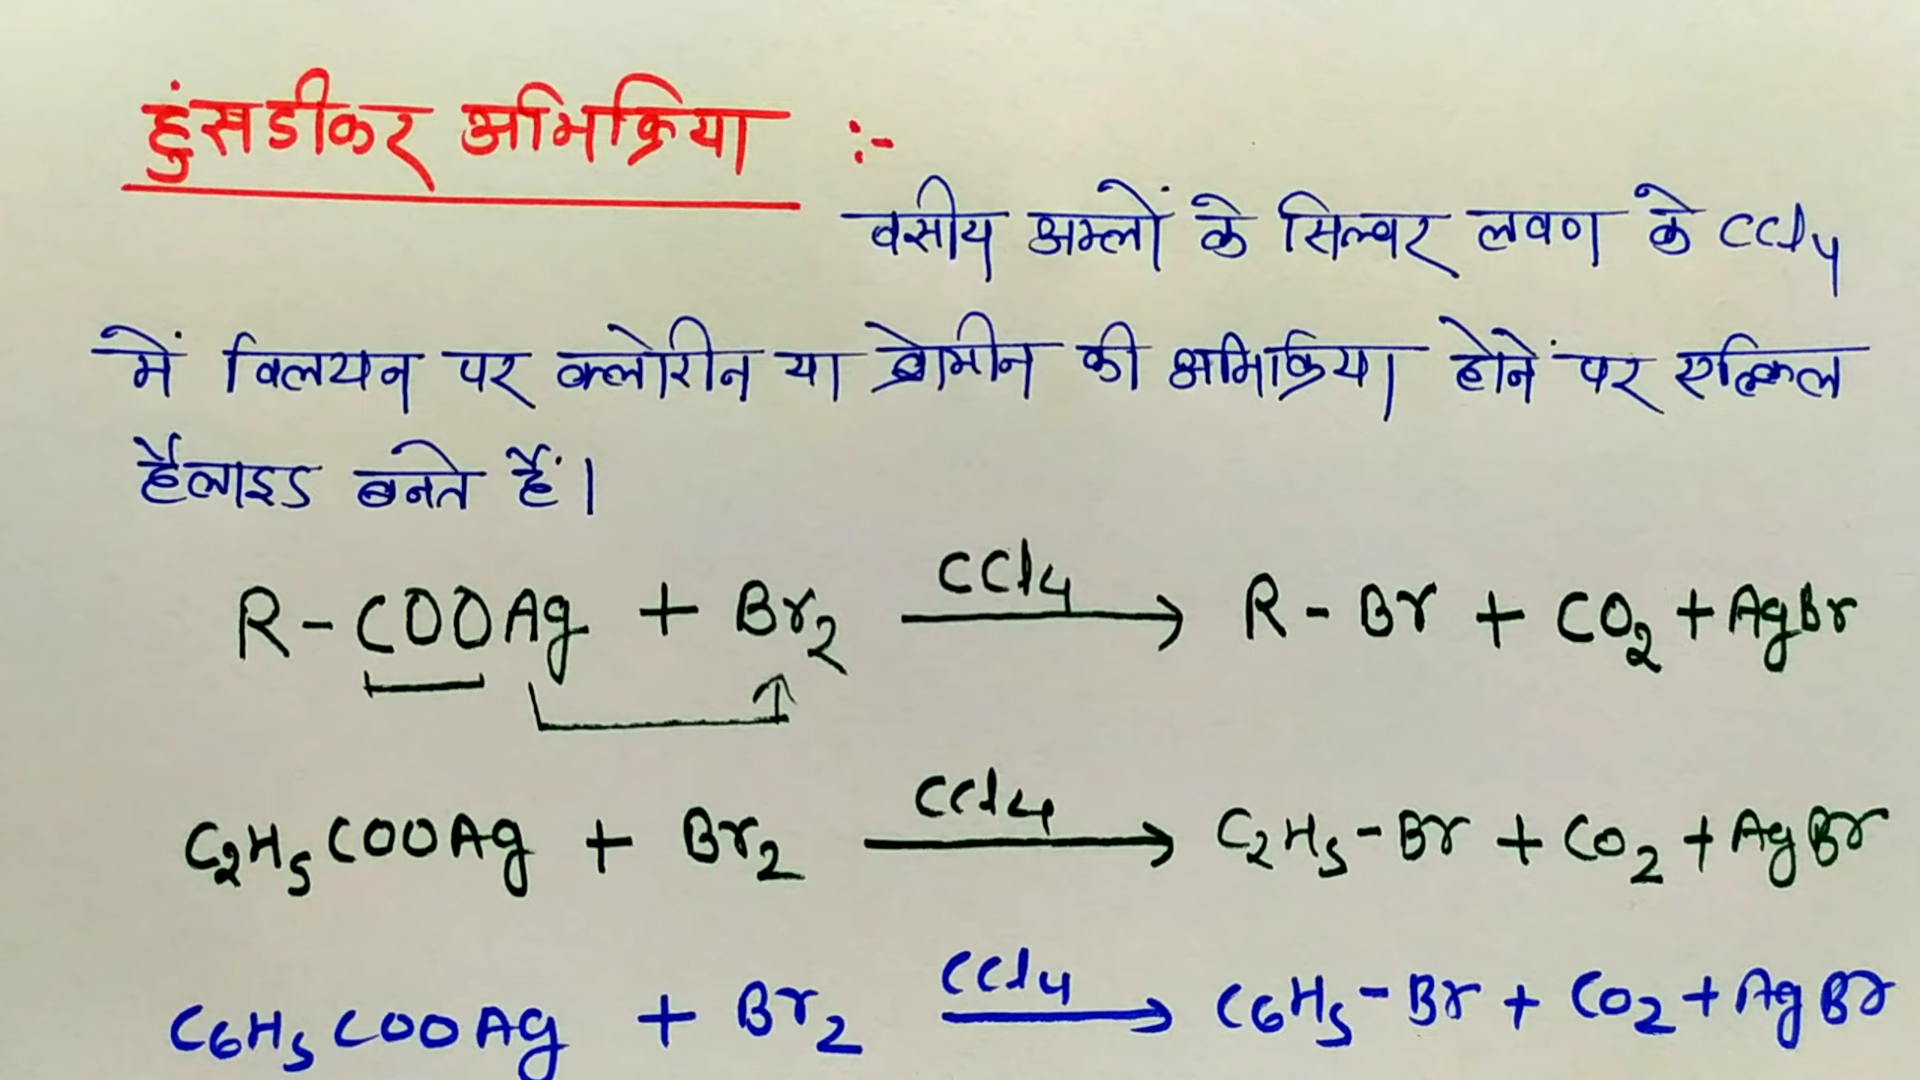 हुंसडीकर अभिक्रिया :-
वसीय अम्लों के सिल्वर लवण के CCl4
में विलयन पर क्लोरीन या ब्रोमीन की अभिक्रिया होनें पर एल्किल
हैलाइड बनते हैं।
R-COOAg + Br2 CCl4 → R-Br + CO2 + AgBr
C2H5COOAg + Br2 CCl4 → C2H5-Br + CO2 + AgBr
C6H5COOAg + Br2 CCl4 → C6H5-Br + CO2 + AgBr